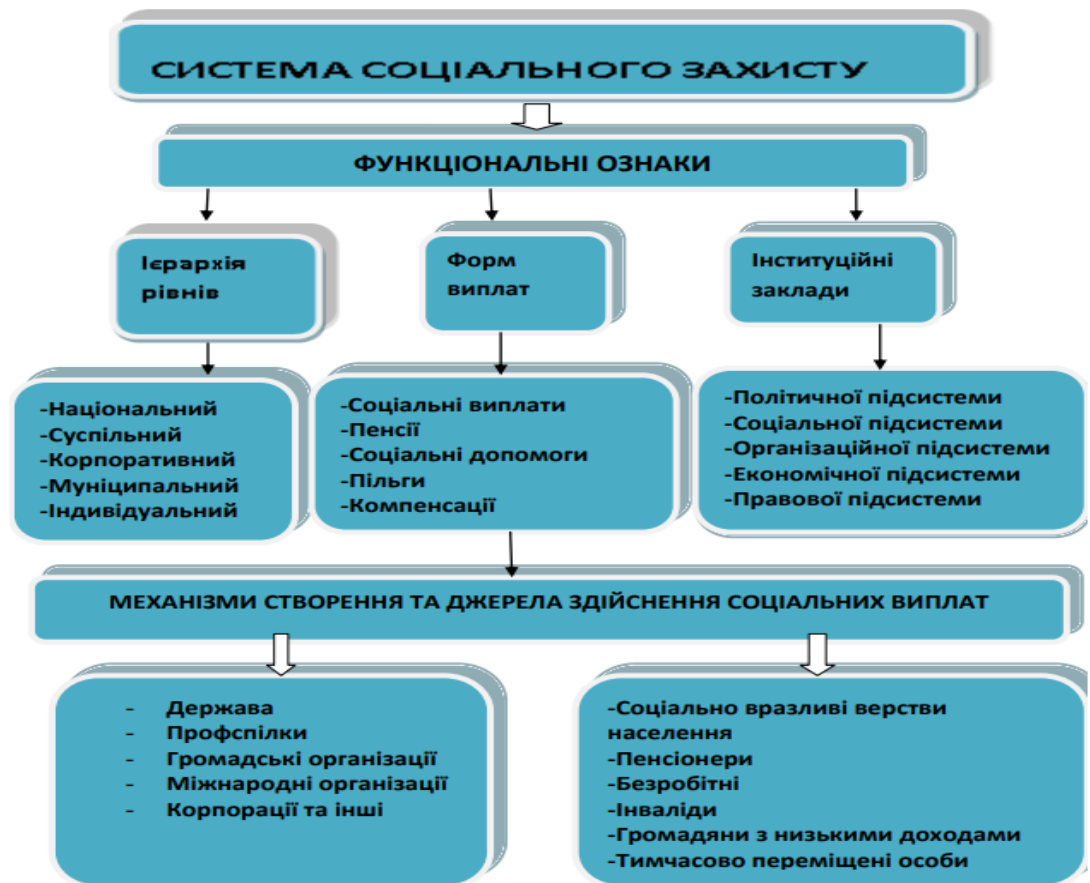 СИСТЕМА СОЦІАЛЬНОГО ЗАХИСТУ
ФУНКЦІОНАЛЬНІ ОЗНАКИ
Ієрархія
рівнів
Форм
виплат
Інституційні
заклади
-Національний
-Суспільний
-Корпоративний
-Муніципальний
-Індивідуальний
-Соціальні виплати
-Пенсії
-Соціальні допомоги
-Пільги
-Компенсації
-Політичної підсистеми
-Соціальної підсистеми
-Організаційної підсистеми
-Економічної підсистеми
-Правової підсистеми
МЕХАНІЗМИ СТВОРЕННЯ ТА ДЖЕРЕЛА ЗДІЙСНЕННЯ СОЦІАЛЬНИХ ВИПЛАТ
- Держава
- Профспілки
- Громадські організації
- Міжнародні організації
- Корпорації та інші
-Соціально вразливі верстви
населення
-Пенсіонери
-Безробітні
-Інваліди
-Громадяни з низькими доходами
-Тимчасово переміщені особи